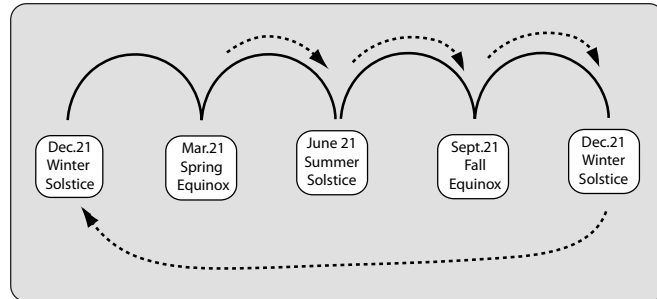 Dec.21
Winter
Solstice
Mar.21
Spring
Equinox
June 21
Summer
Solstice
Sept.21
Fall
Equinox
Dec.21
Winter
Solstice